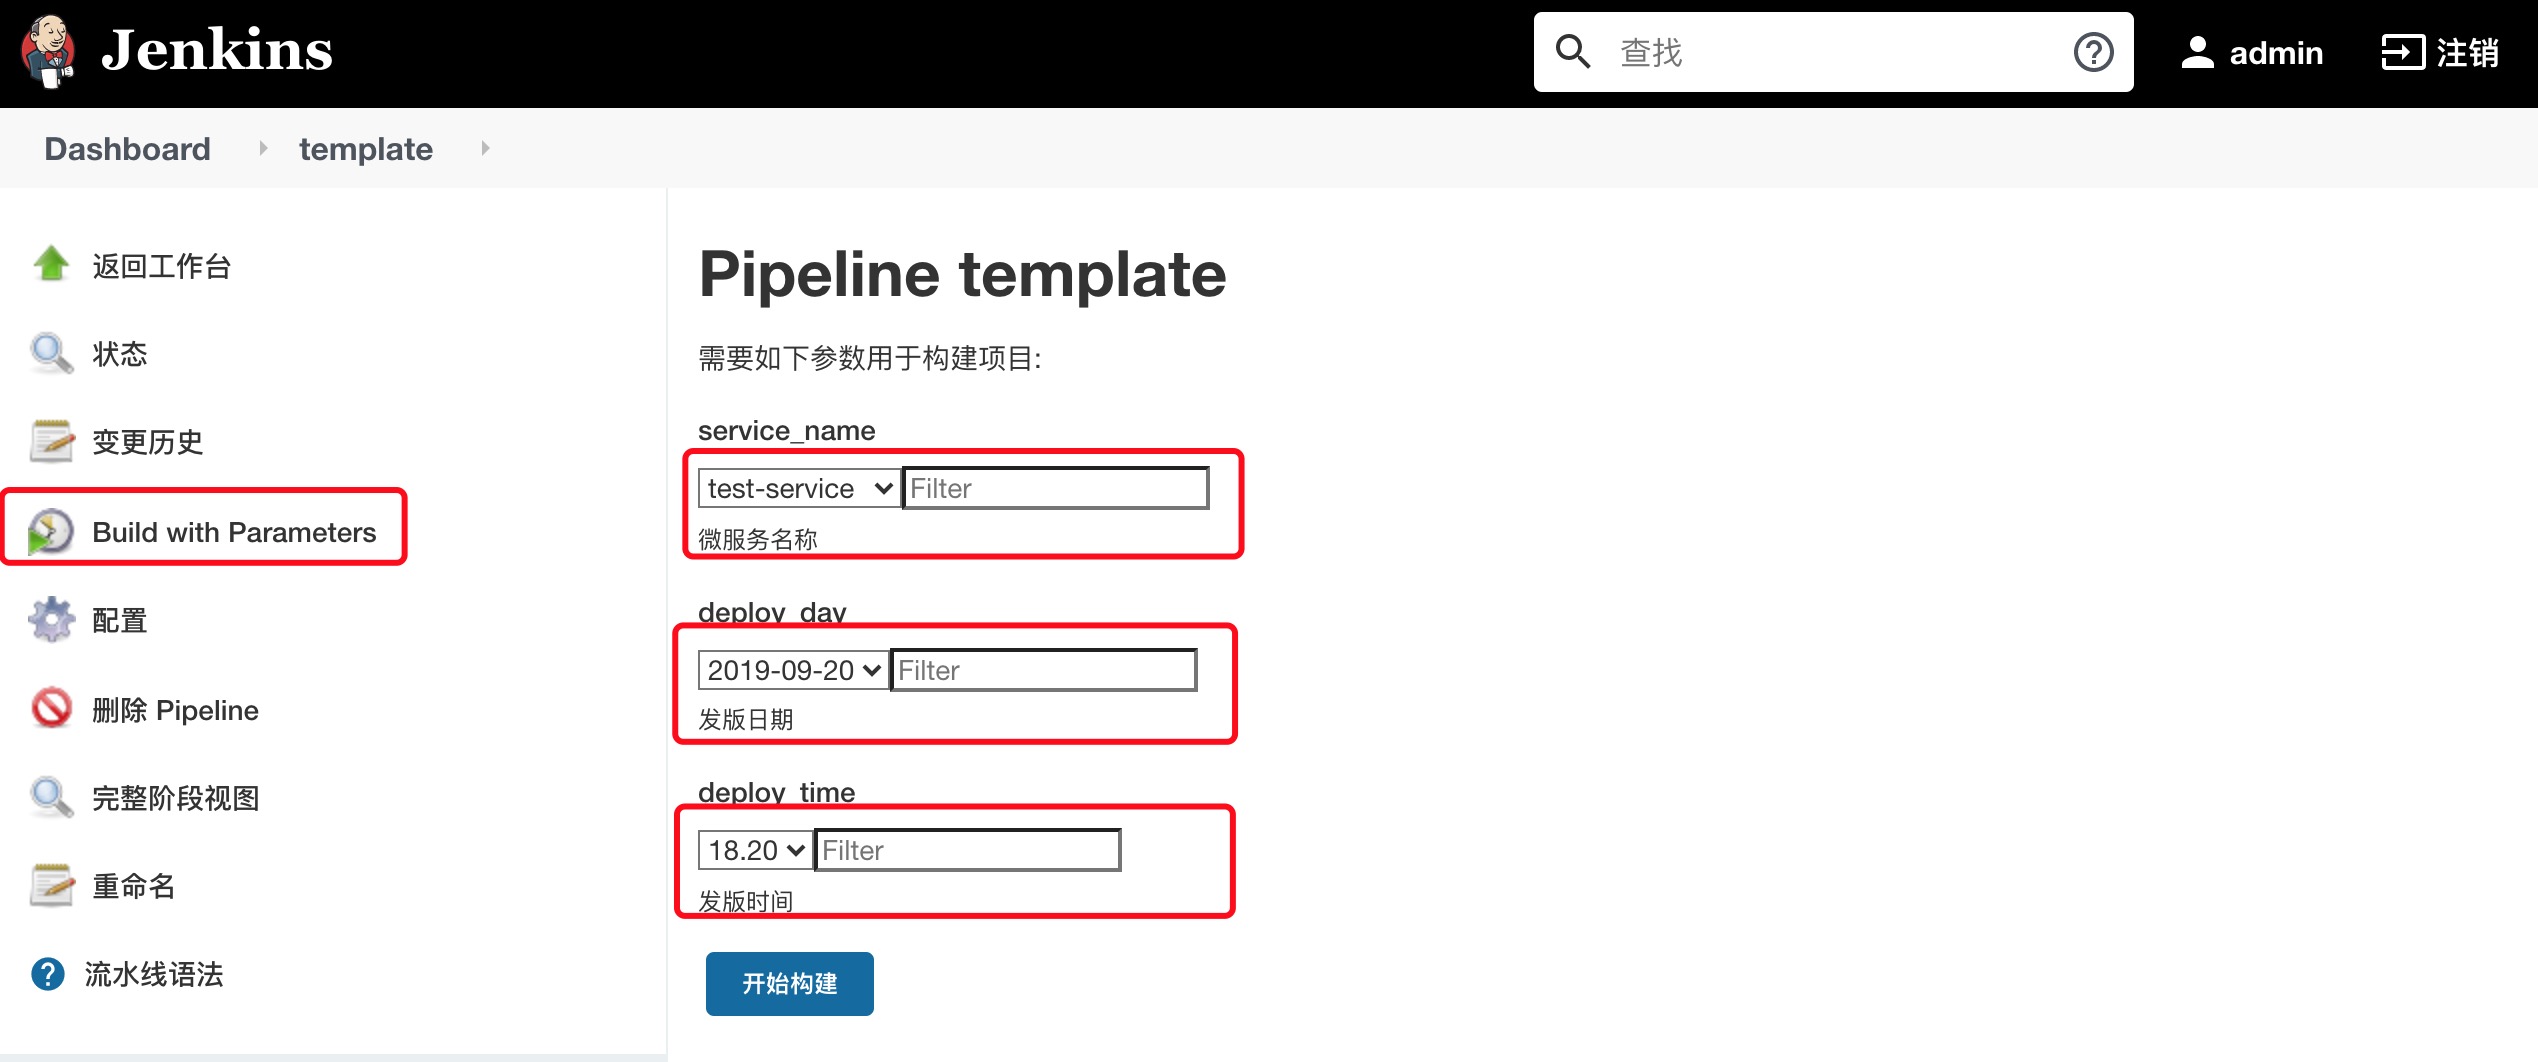 Jenkins
查找
admin
注销
Dashboard
template
返回工作台
状态
变更历史
Build with Parameters
配置
删除 Pipeline
完整阶段视图
重命名
流水线语法
Pipeline template
需要如下参数用于构建项目:
service_name
test-service
Filter
微服务名称
deploy_day
2019-09-20
Filter
发版日期
deploy_time
18.20
Filter
发版时间
开始构建